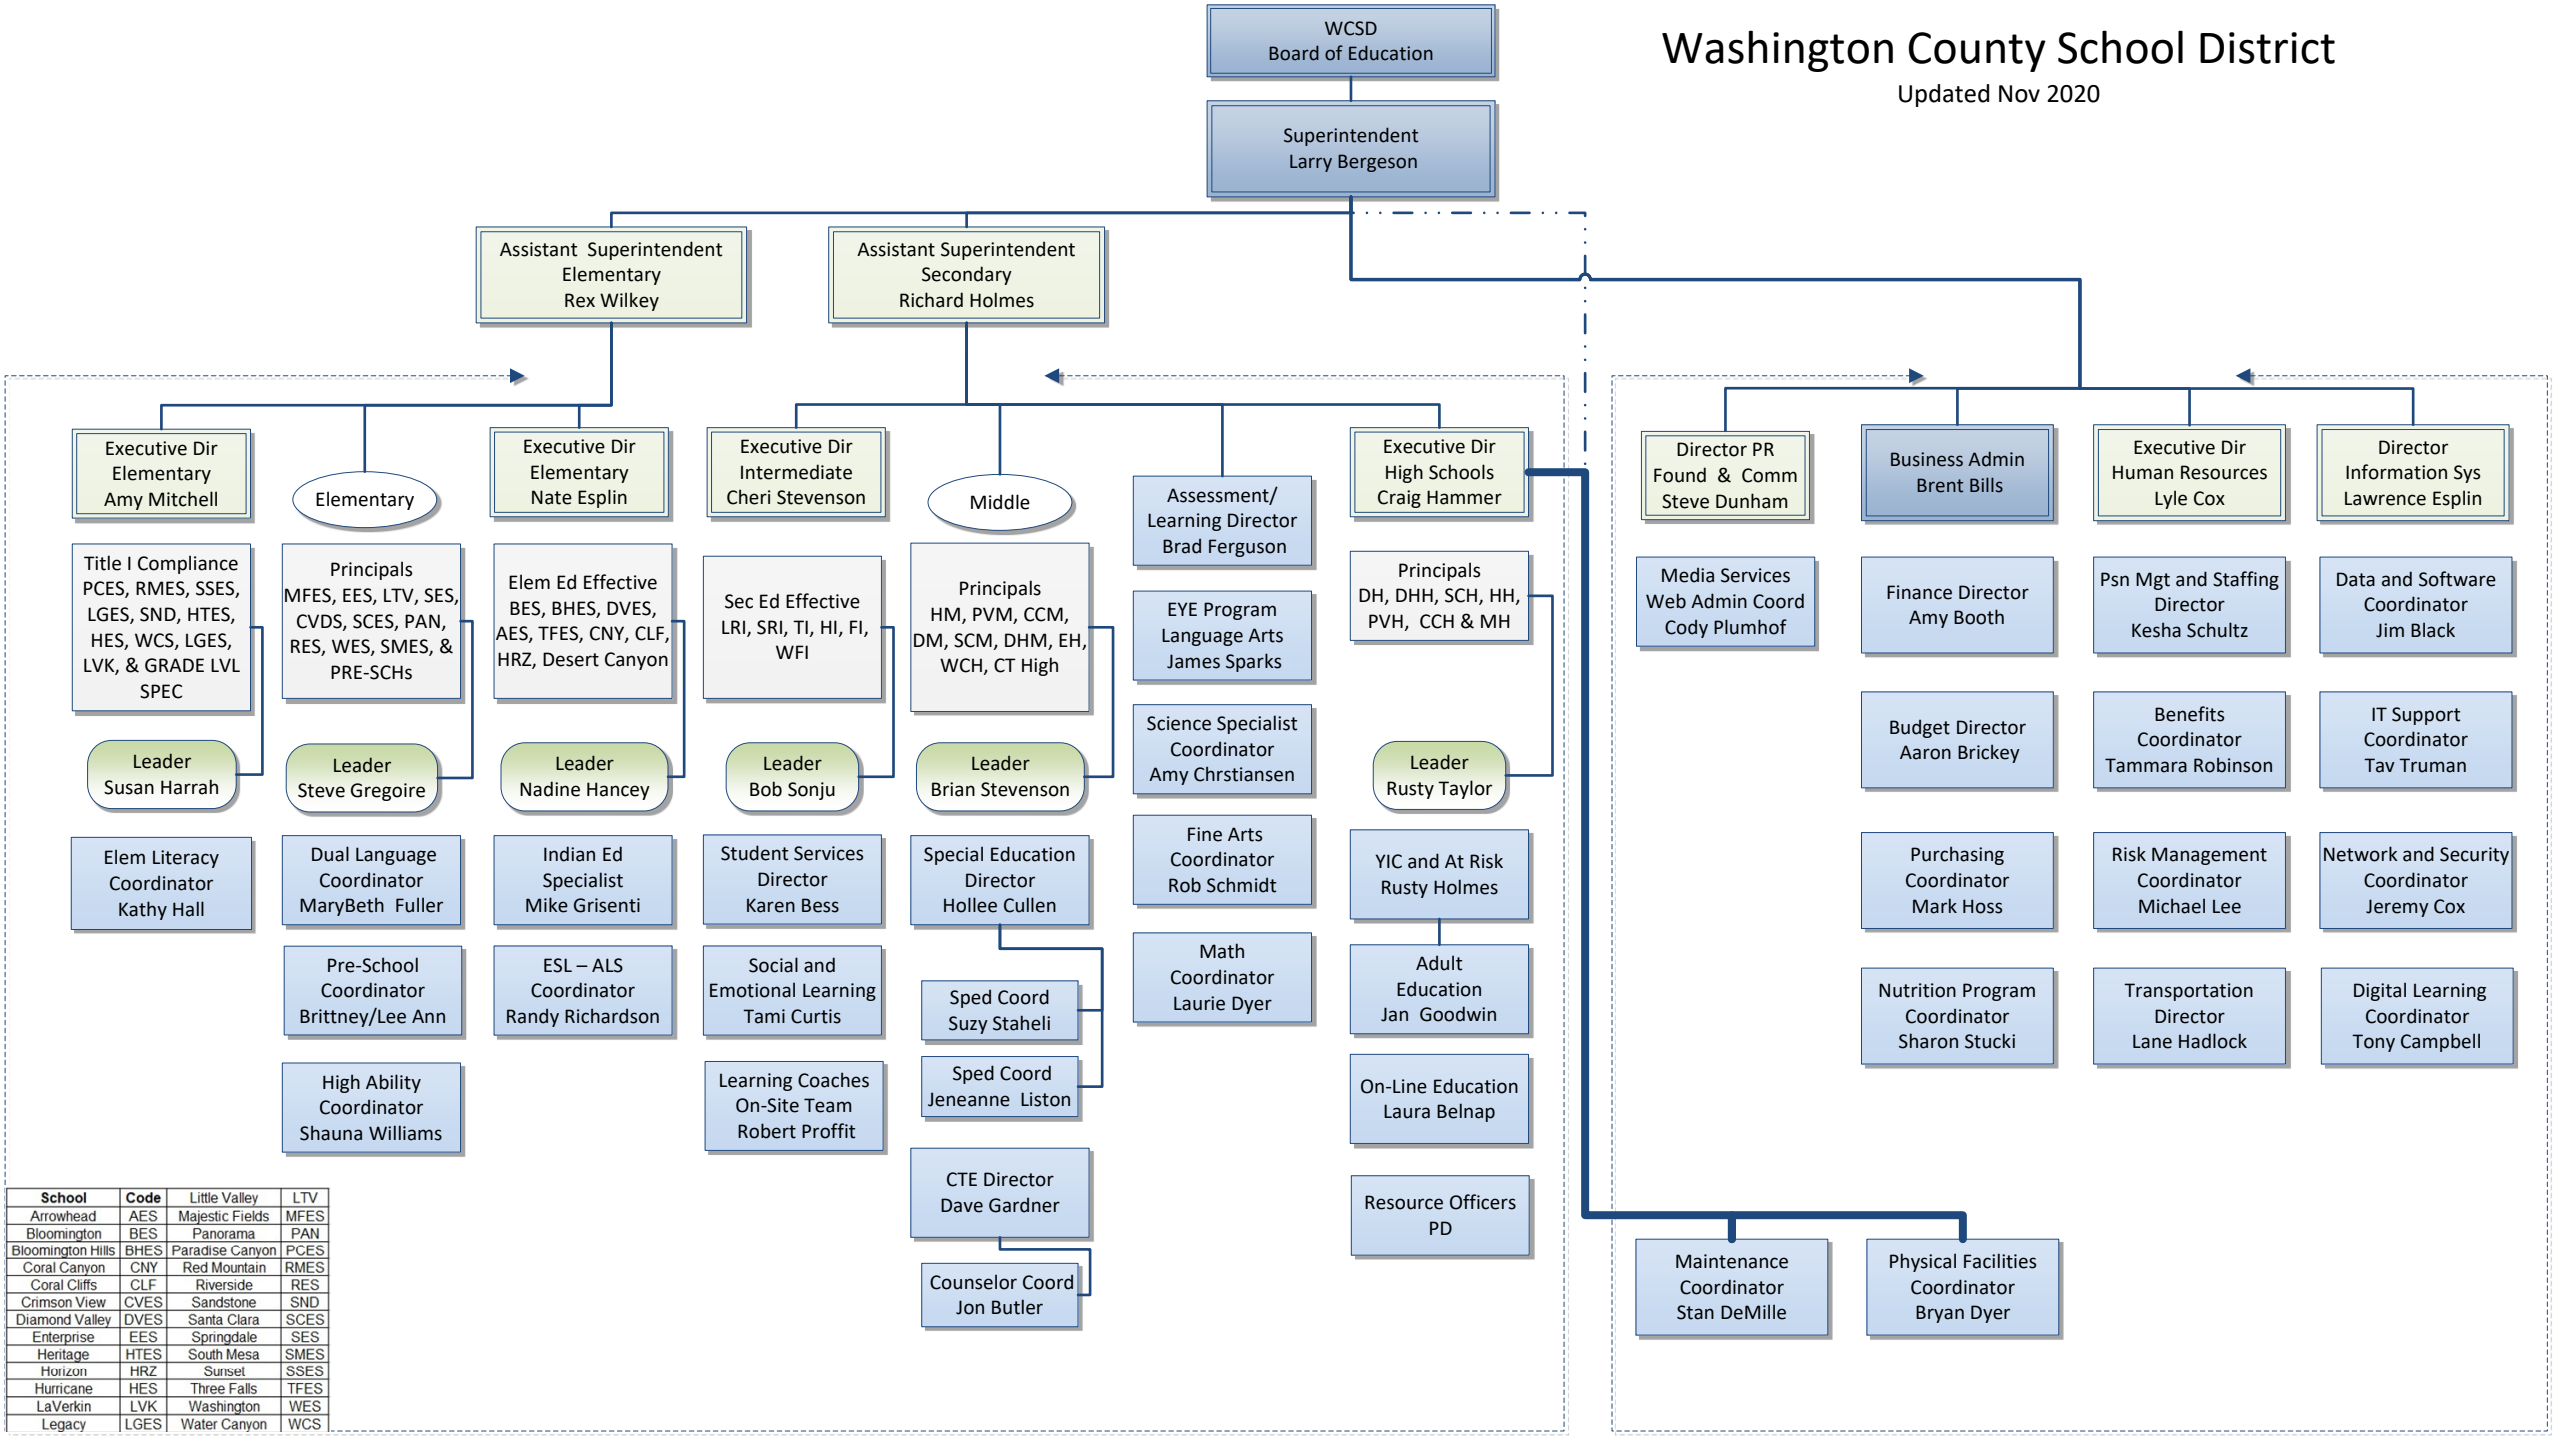 WCSD
Board of Education
Washington County School District
Updated Nov 2020
Superintendent
Larry Bergeson
Assistant  Superintendent
Elementary
Rex Wilkey
Assistant Superintendent
Secondary
Richard Holmes
Executive Dir
Elementary
Amy Mitchell
Elementary
Executive Dir
Elementary
Nate Esplin
Executive Dir
Intermediate
Cheri Stevenson
Middle
Assessment/
Learning Director
Brad Ferguson
Executive Dir
High Schools
Craig Hammer
Director PR
Found  &  Comm
Steve Dunham
Business Admin
Brent Bills
Executive Dir
Human Resources
Lyle Cox
Director
Information Sys
Lawrence Esplin
Title I Compliance
PCES, RMES, SSES,
LGES, SND, HTES,
HES, WCS, LGES,
LVK, & GRADE LVL
SPEC
Principals
MFES, EES, LTV, SES,
CVDS, SCES, PAN,
RES, WES, SMES, &
PRE-SCHs
Elem Ed Effective
BES, BHES, DVES,
AES, TFES, CNY, CLF,
HRZ, Desert Canyon
Sec Ed Effective
LRI, SRI, TI, HI, FI,
WFI
Principals
HM, PVM, CCM,
DM, SCM, DHM, EH,
WCH, CT High
EYE Program
Language Arts
James Sparks
Principals
DH, DHH, SCH, HH,
PVH,  CCH & MH
Media Services
Web Admin Coord
Cody Plumhof
Finance Director
Amy Booth
Psn Mgt and Staffing
Director
Kesha Schultz
Data and Software
Coordinator
Jim Black
Science Specialist
Coordinator
Amy Chrstiansen
Budget Director
Aaron Brickey
Benefits
Coordinator
Tammara Robinson
IT Support
Coordinator
Tav Truman
Leader
Susan Harrah
Leader
Steve Gregoire
Leader
Nadine Hancey
Leader
Bob Sonju
Leader
Brian Stevenson
Leader
Rusty Taylor
Elem Literacy
Coordinator
Kathy Hall
Dual Language
Coordinator
MaryBeth  Fuller
Indian Ed
Specialist
Mike Grisenti
Student Services
Director
Karen Bess
Special Education
Director
Hollee Cullen
Fine Arts
Coordinator
Rob Schmidt
YIC and At Risk
Rusty Holmes
Purchasing
Coordinator
Mark Hoss
Risk Management
Coordinator
Michael Lee
Network and Security
Coordinator
Jeremy Cox
Pre-School
Coordinator
Brittney/Lee Ann
ESL – ALS
Coordinator
Randy Richardson
Social and
Emotional Learning
Tami Curtis
Sped Coord
Suzy Staheli
Math
Coordinator
Laurie Dyer
Adult
Education
Jan  Goodwin
Nutrition Program
Coordinator
Sharon Stucki
Transportation
Director
Lane Hadlock
Digital Learning
Coordinator
Tony Campbell
High Ability
Coordinator
Shauna Williams
Learning Coaches
On-Site Team
Robert Proffit
Sped Coord
Jeneanne  Liston
On-Line Education
Laura Belnap
CTE Director
Dave Gardner
Resource Officers
PD
Counselor Coord
Jon Butler
Maintenance
Coordinator
Stan DeMille
Physical Facilities
Coordinator
Bryan Dyer
School Code Little Valley LTV
Arrowhead AES Majestic Fields MFES
Bloomington BES Panorama PAN
Bloomington Hills BHES Paradise Canyon PCES
Coral Canyon CNY Red Mountain RMES
Coral Cliffs CLF Riverside RES
Crimson View CVES Sandstone SND
Diamond Valley DVES Santa Clara SCES
Enterprise EES Springdale SES
Heritage HTES South Mesa SMES
Horizon HRZ Sunset SSES
Hurricane HES Three Falls TFES
LaVerkin LVK Washington WES
Legacy LGES Water Canyon WCS